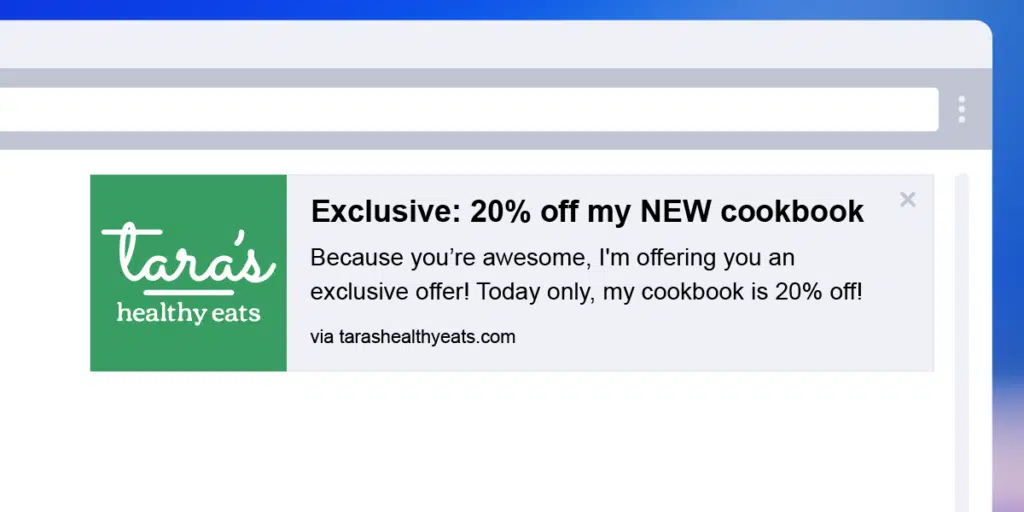 Exclusive: 20% off my NEW cookbook
Because you’re awesome, I'm offering you an
exclusive offer! Today only, my cookbook is 20% off!
via tarashealthyeats.com
tara's
healthy eats